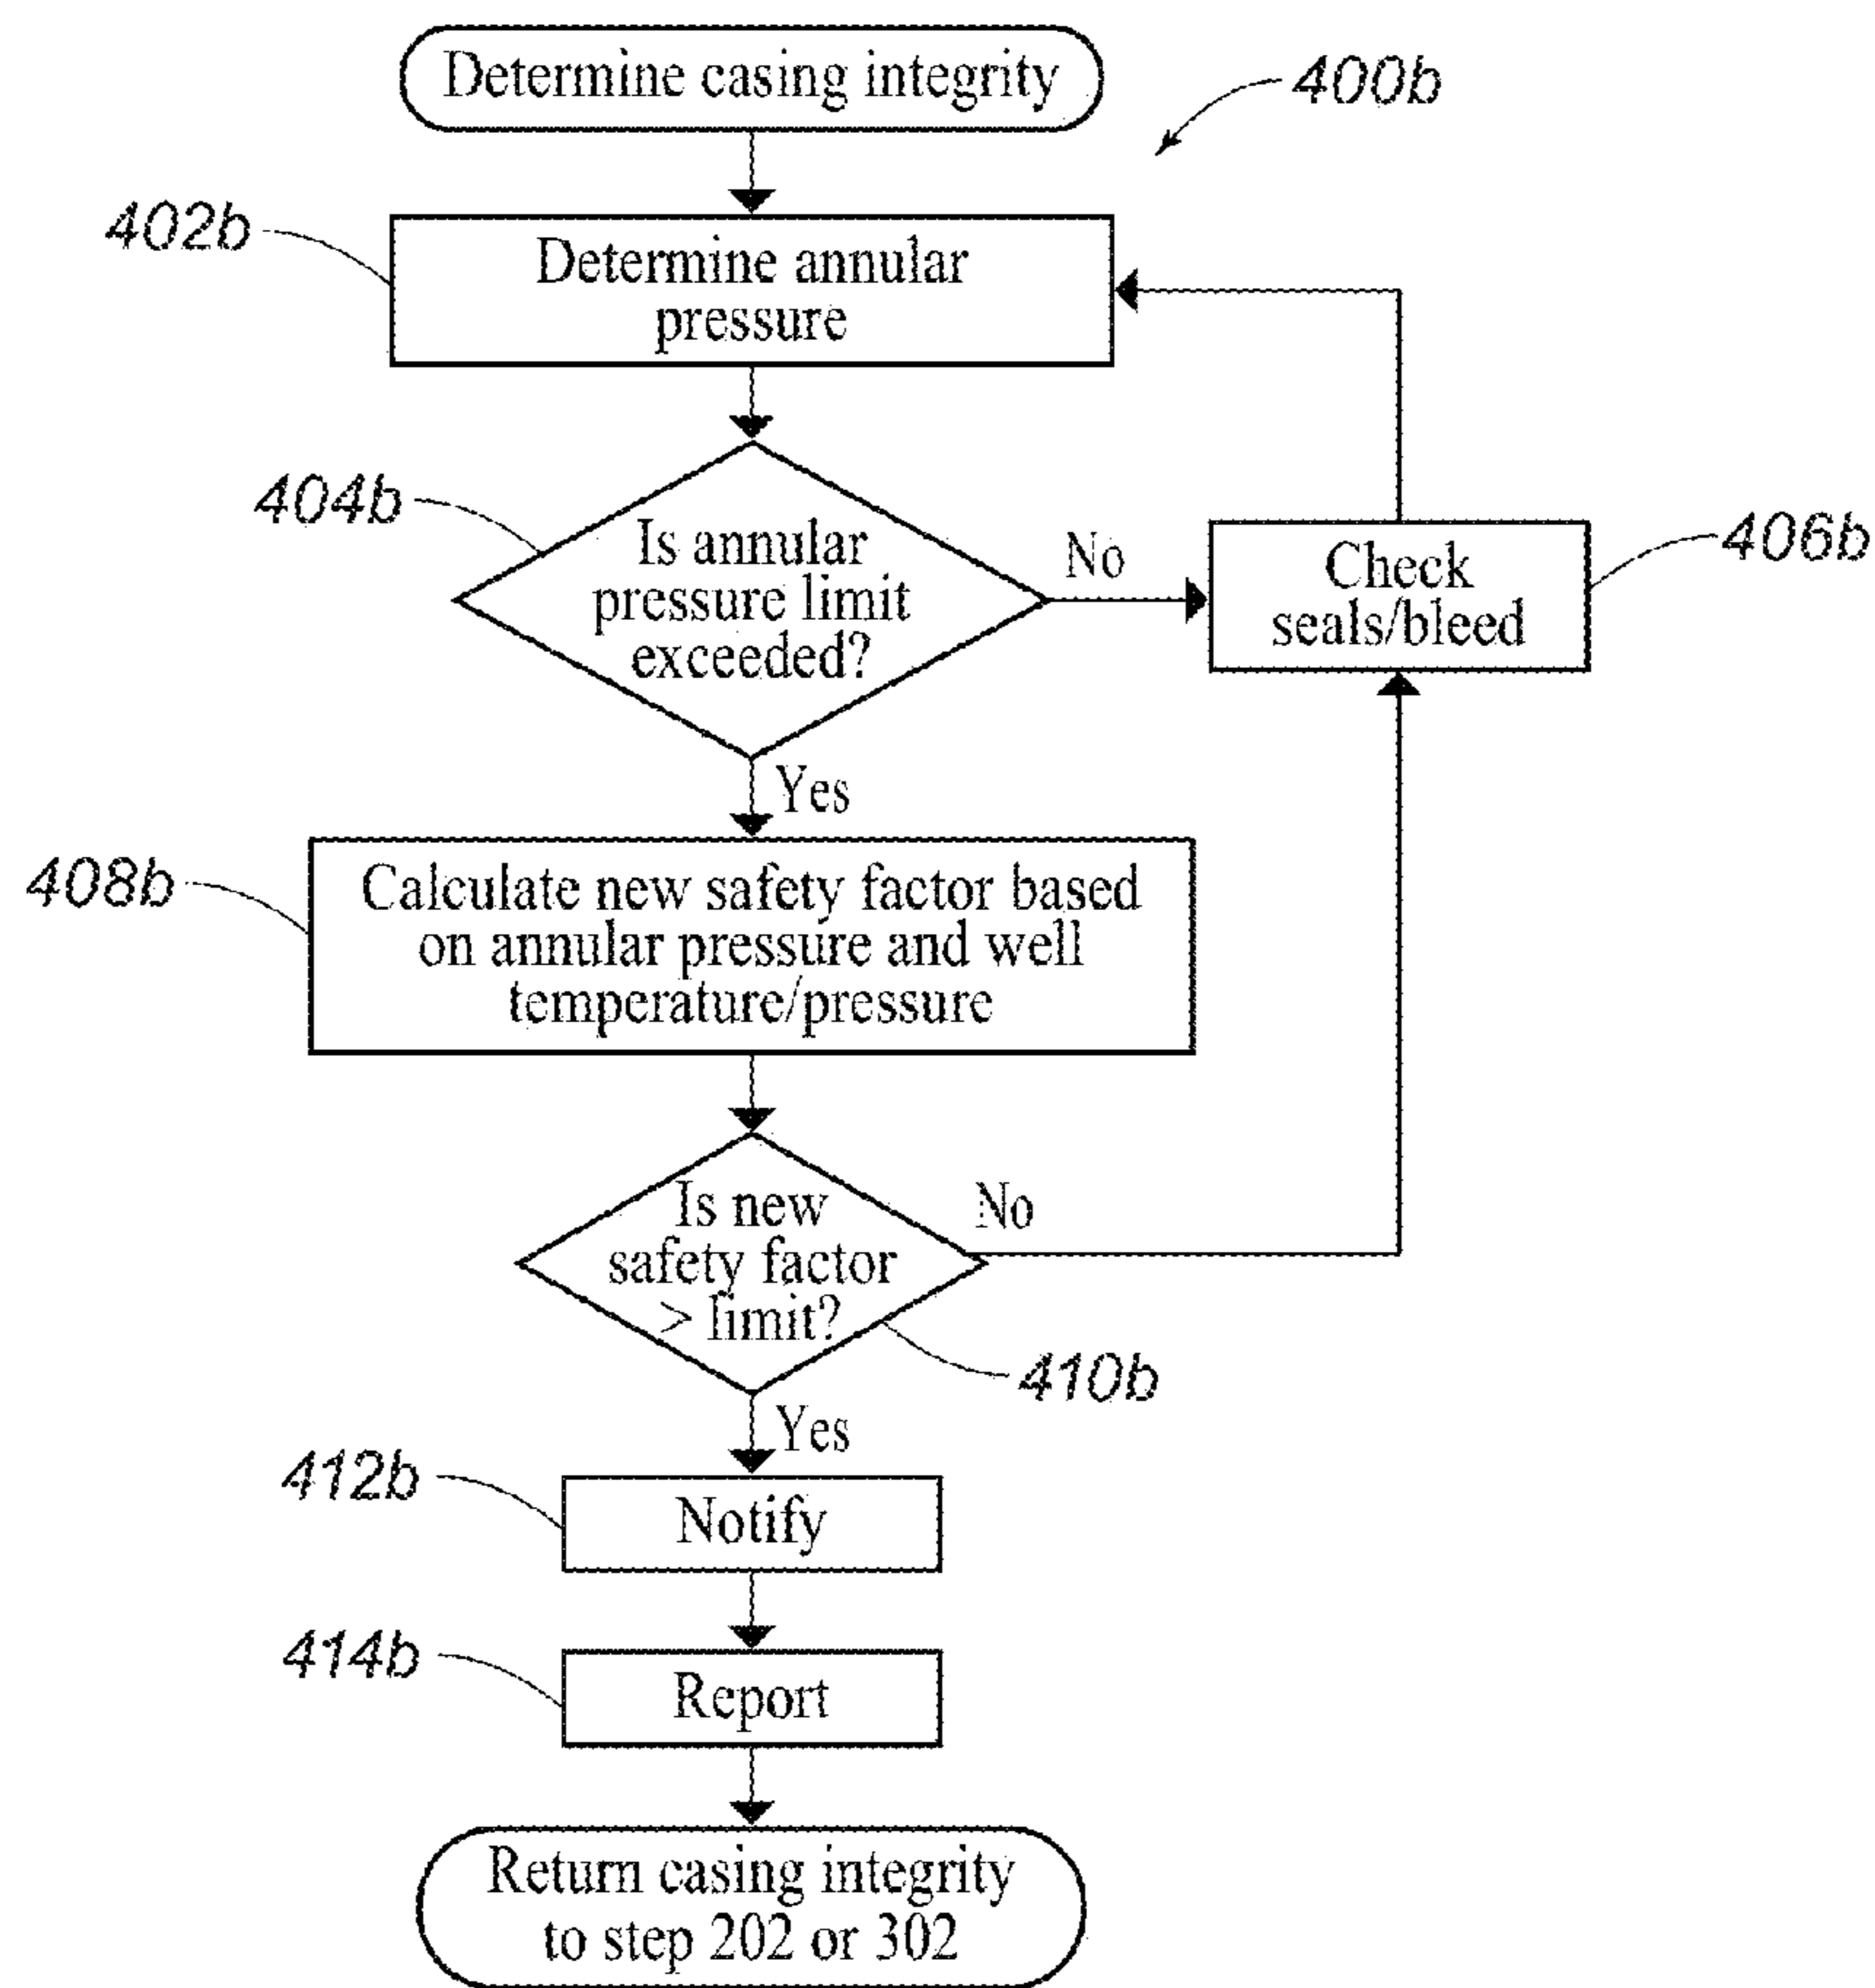 Determine casing integrity
400b
402b
Determine annular
pressure
404b
Is annular
pressure limit
exceeded?
No
Check
seals/bleed
406b
Yes
408b
Calculate new safety factor based
on annular pressure and well
temperature/pressure
Is new
safety factor
> limit?
No
410b
Yes
412b
Notify
414b
Report
Return casing integrity
to step 202 or 302